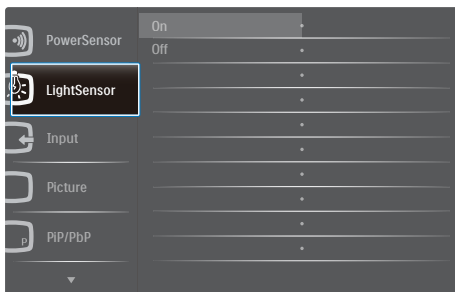 PowerSensor
LightSensor
Input
Picture
P
PiP/PbP
On
Off